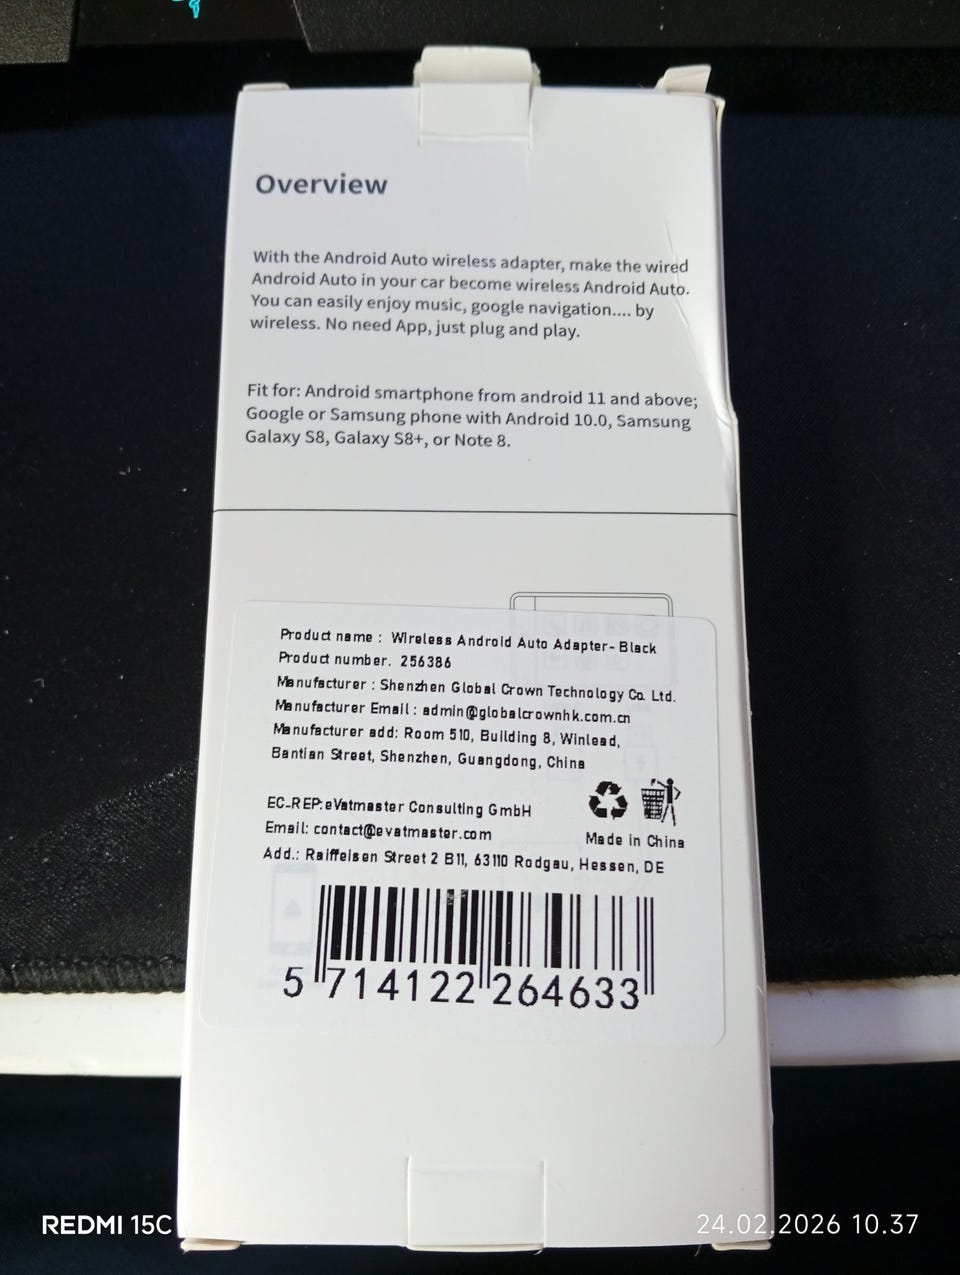 Overview
With the Android Auto wireless adapter, make the wired
Android Auto in your car become wireless Android Auto.
You can easily enjoy music, google navigation.... by
wireless. No need App, just plug and play.
Fit for: Android smartphone from android 11 and above;
Google or Samsung phone with Android 10.0, Samsung
Galaxy S8, Galaxy S8+, or Note 8.
Product name : Wireless Android Auto Adapter- Black
Product number. 256386
Manufacturer : Shenzhen Global Crown Technology Co. Ltd.
Manufacturer Email : admin@globalcrownhk.com.cn
Manufacturer add: Room 510, Building 8, Winlead,
Bantian Street, Shenzhen, Guangdong, China
EC-REP:eVatmaster Consulting GmbH
Email: contact@evatmaster.com
Made in China
Add.: Raiffeisen Street 2 B11, 63110 Rodgau, Hessen, DE
5 714122 264633
REDMI 15C
24.02.2026 10.37